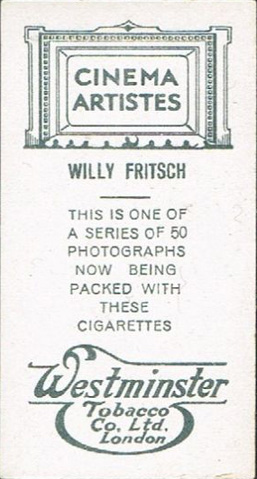 CINEMA
ARTISTES
WILLY FRITSCH
THIS IS ONE OF
A SERIES OF 50
PHOTOGRAPHS
NOW BEING
PACKED WITH
THESE
CIGARETTES
Westminster
Tobacco
Co. Ltd.
London